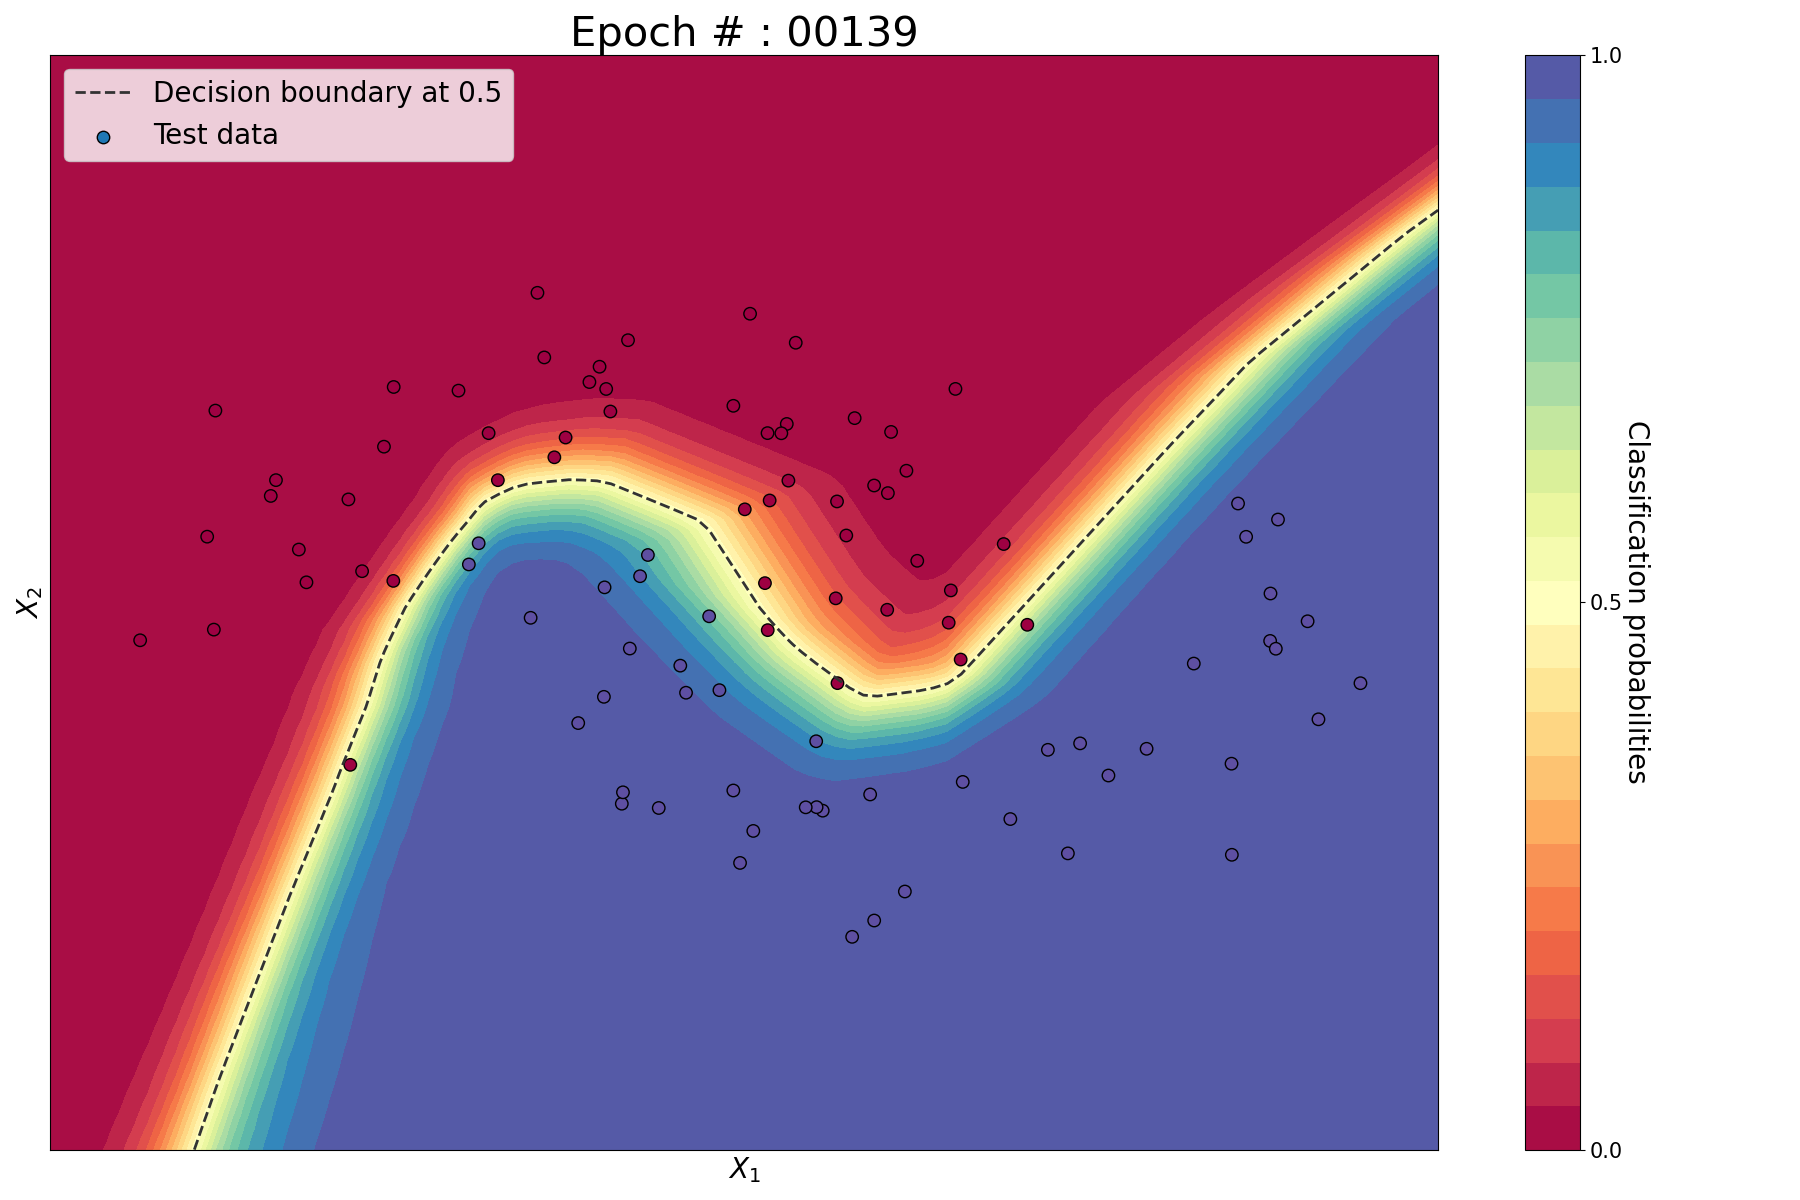 Epoch # : 00139
Decision boundary at 0.5
Test data
X₂
X₁
1.0
0.5
0.0
Classification probabilities